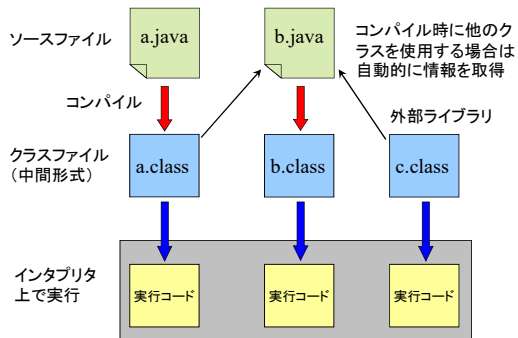 ソースファイル
a.java
b.java
コンパイル時に他のク
ラスを使用する場合は
自動的に情報を取得
コンパイル
外部ライブラリ
クラスファイル
(中間形式)
a.class
b.class
c.class
インタプリタ
上で実行
実行コード
実行コード
実行コード